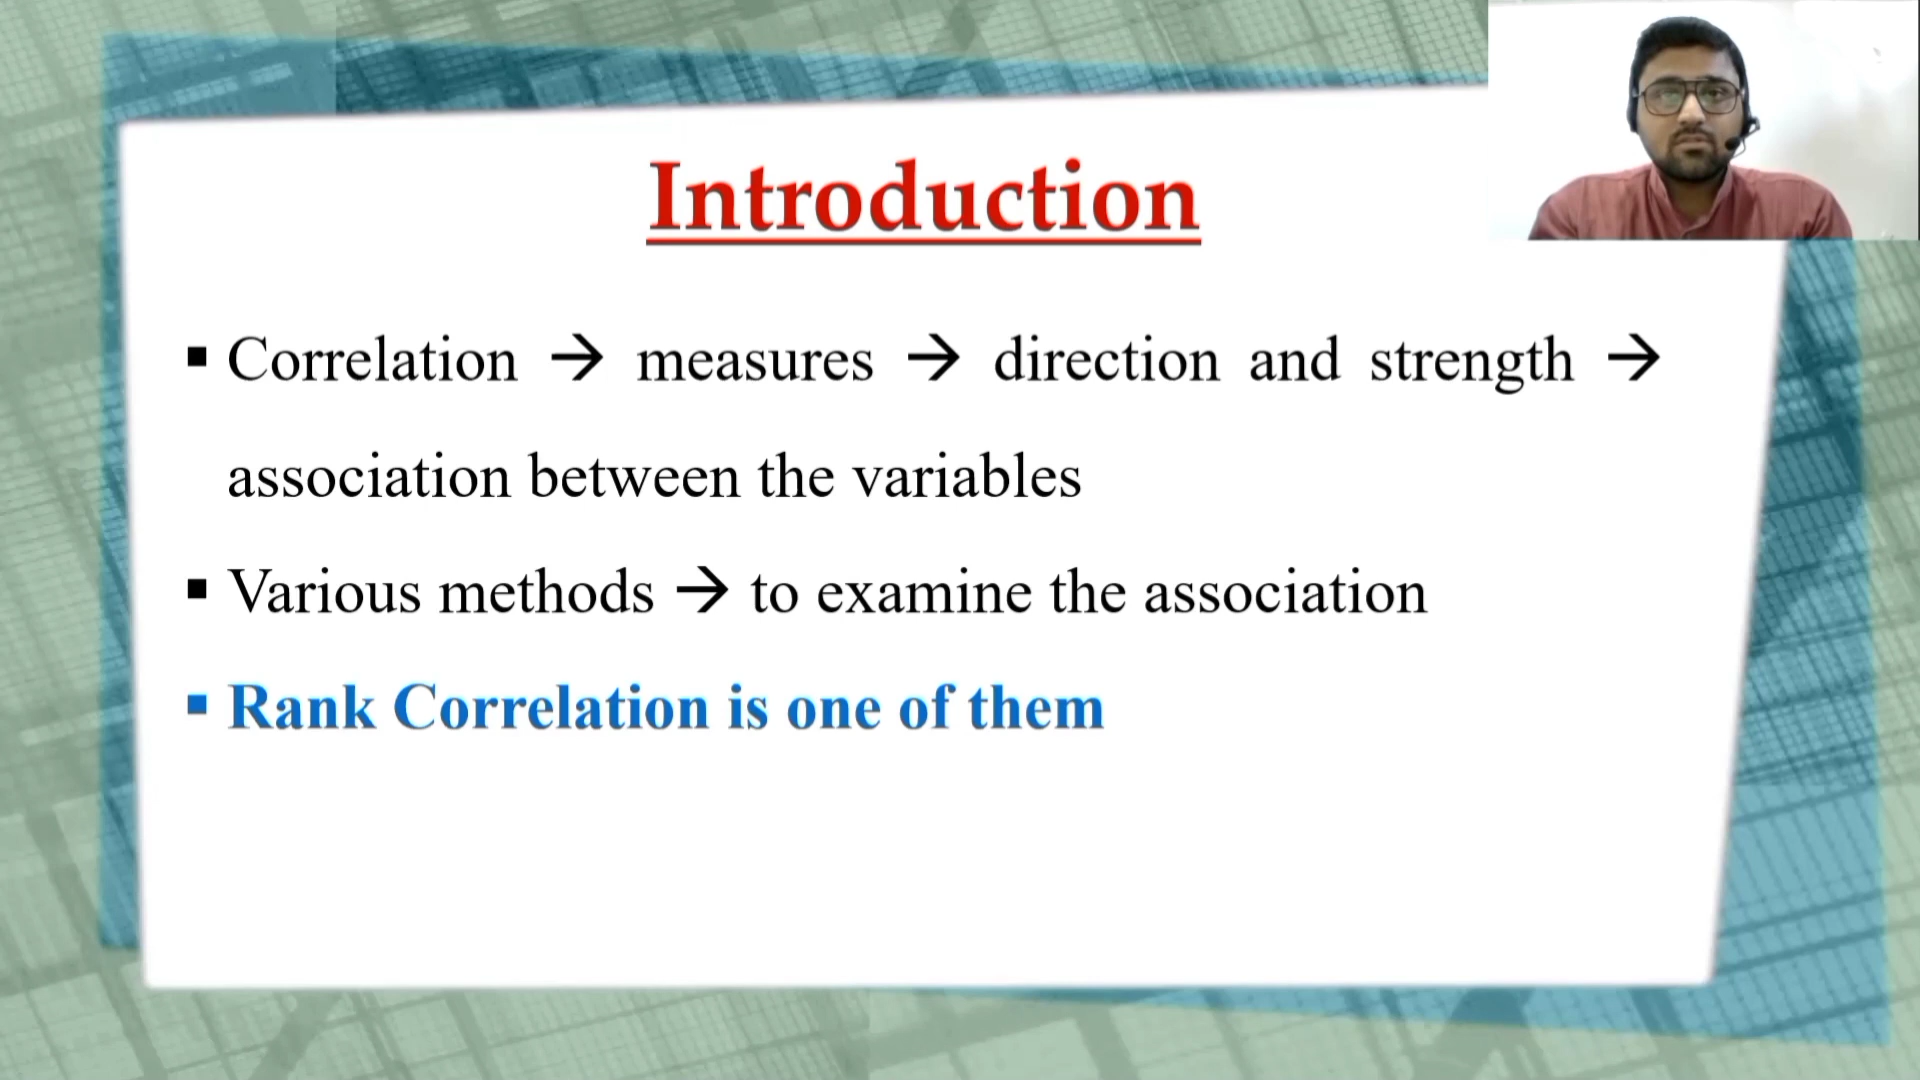 Introduction
▪ Correlation → measures → direction and strength →
association between the variables
▪ Various methods → to examine the association
▪ Rank Correlation is one of them